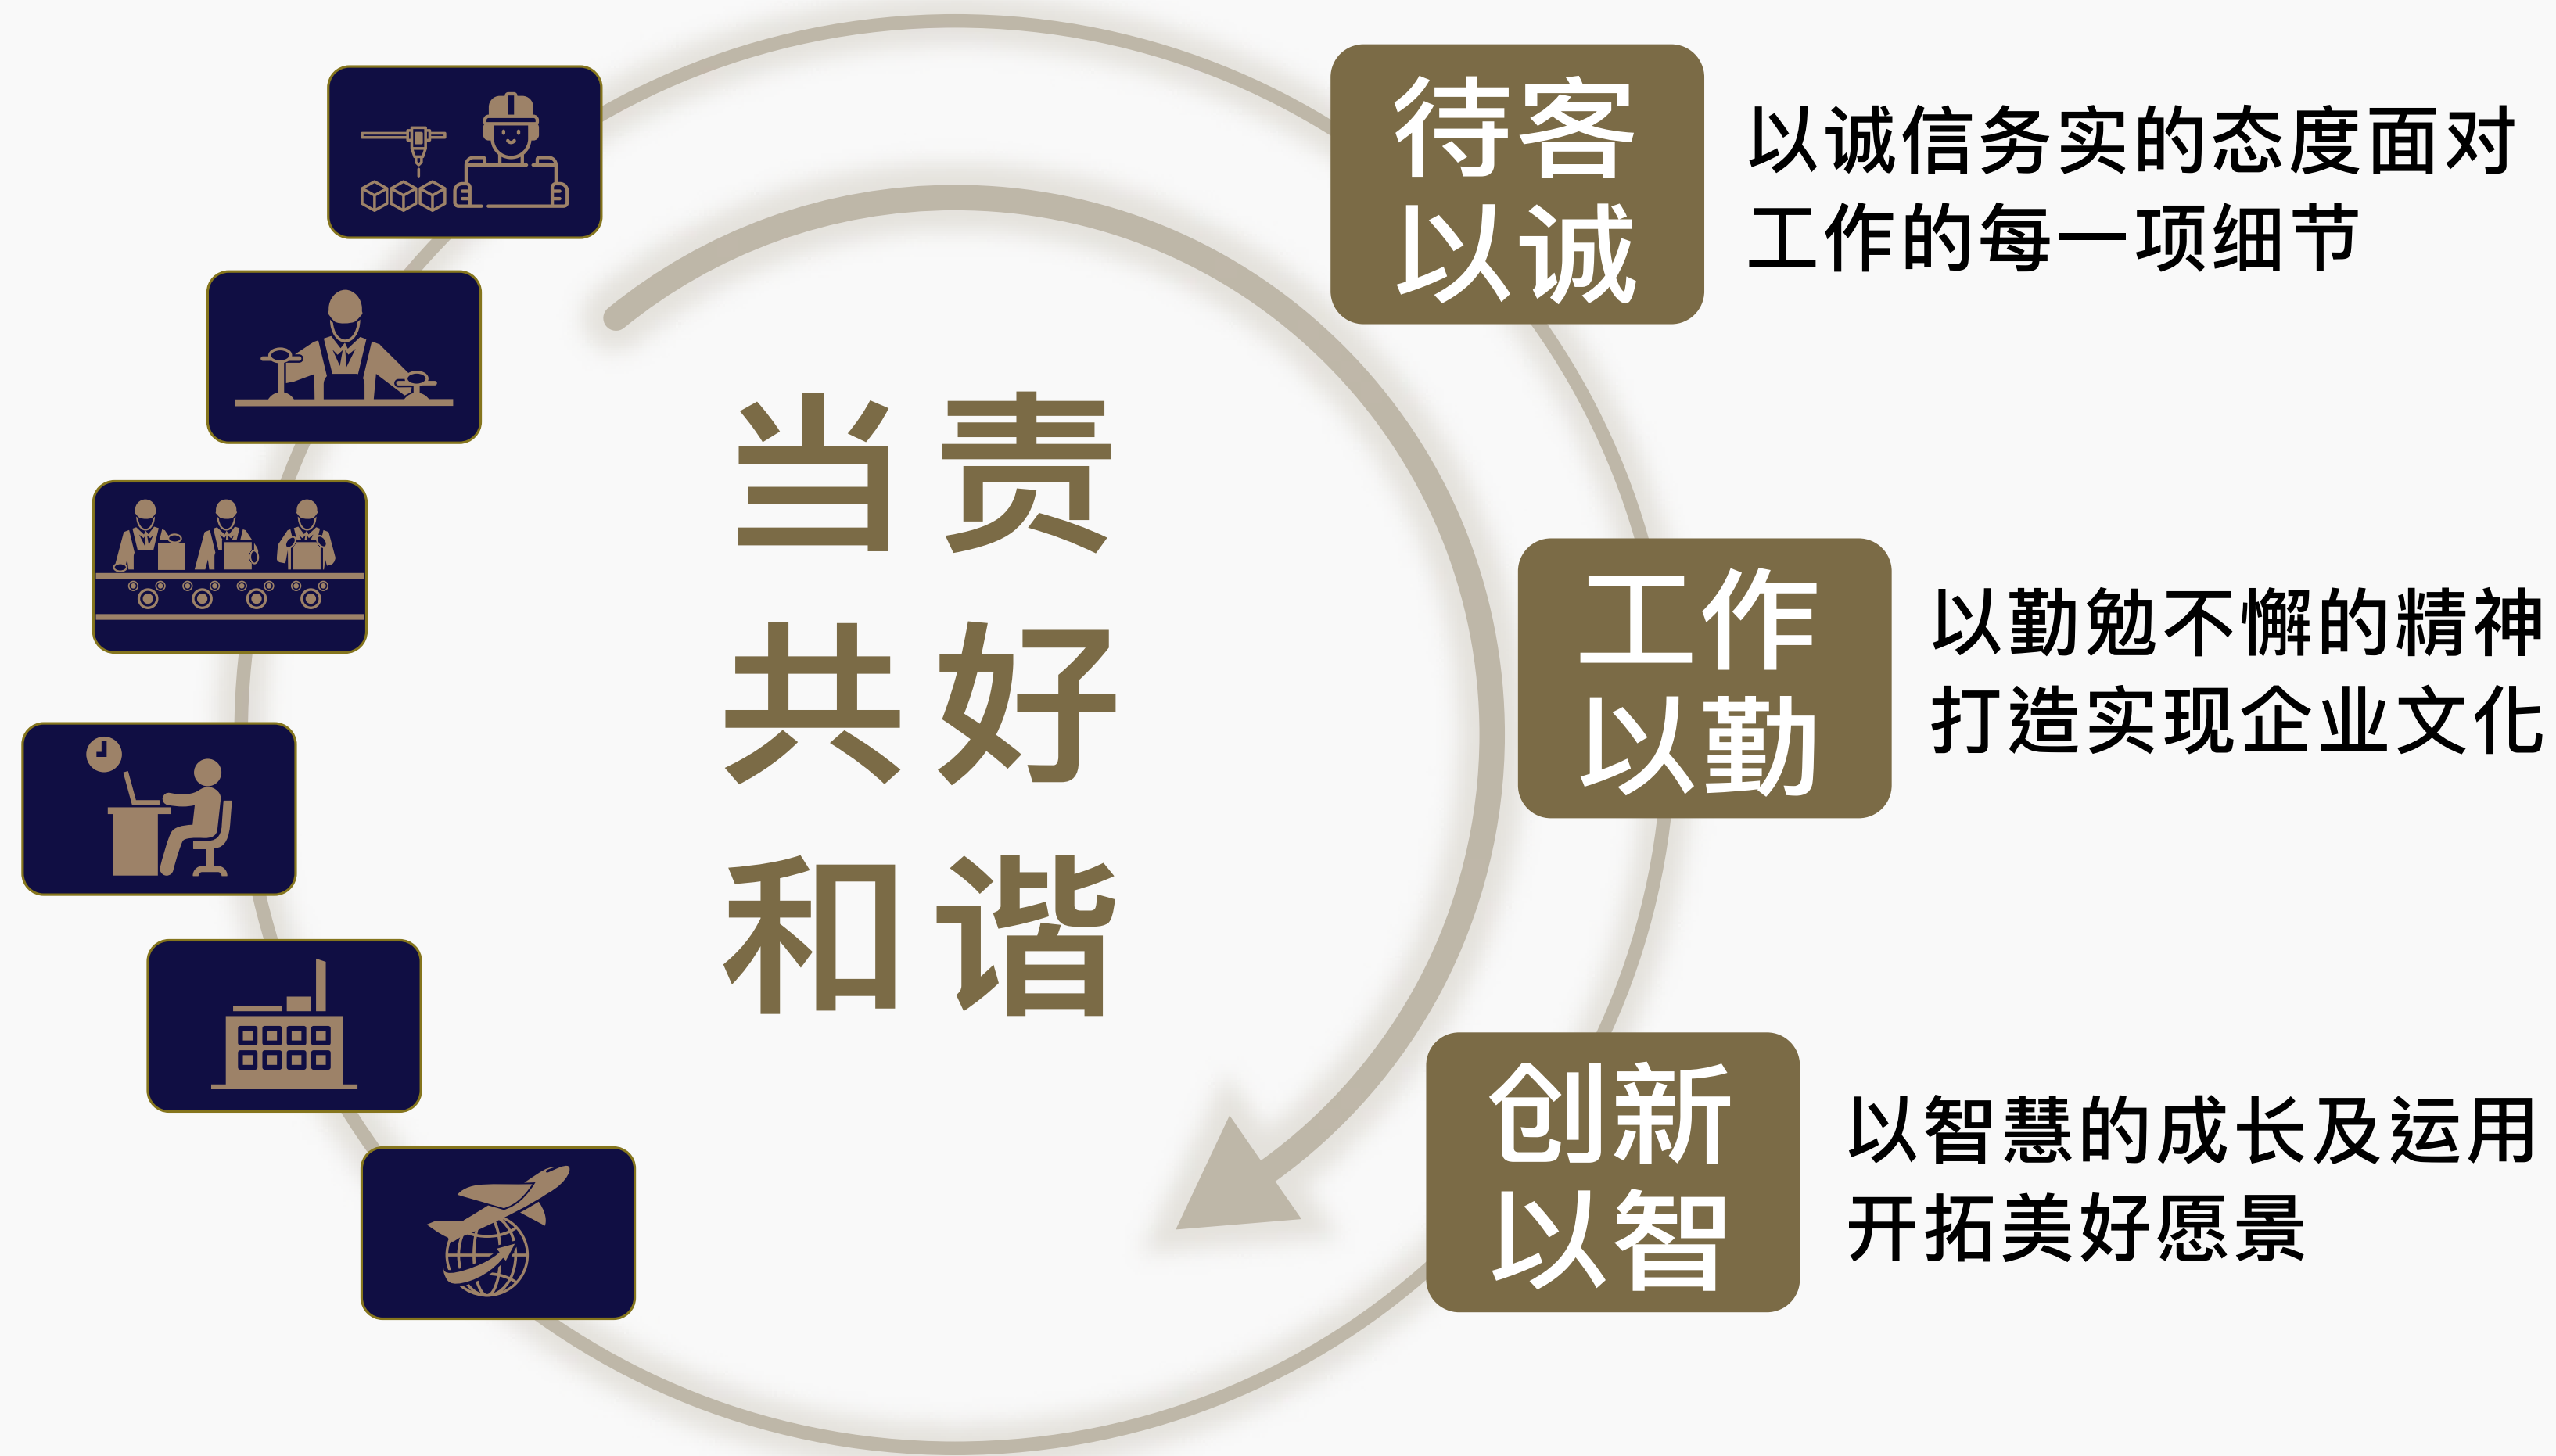 当责
共好
和谐
待客
以诚
以诚信务实的态度面对
工作的每一项细节
工作
以勤
以勤勉不懈的精神
打造实现企业文化
创新
以智
以智慧的成长及运用
开拓美好愿景